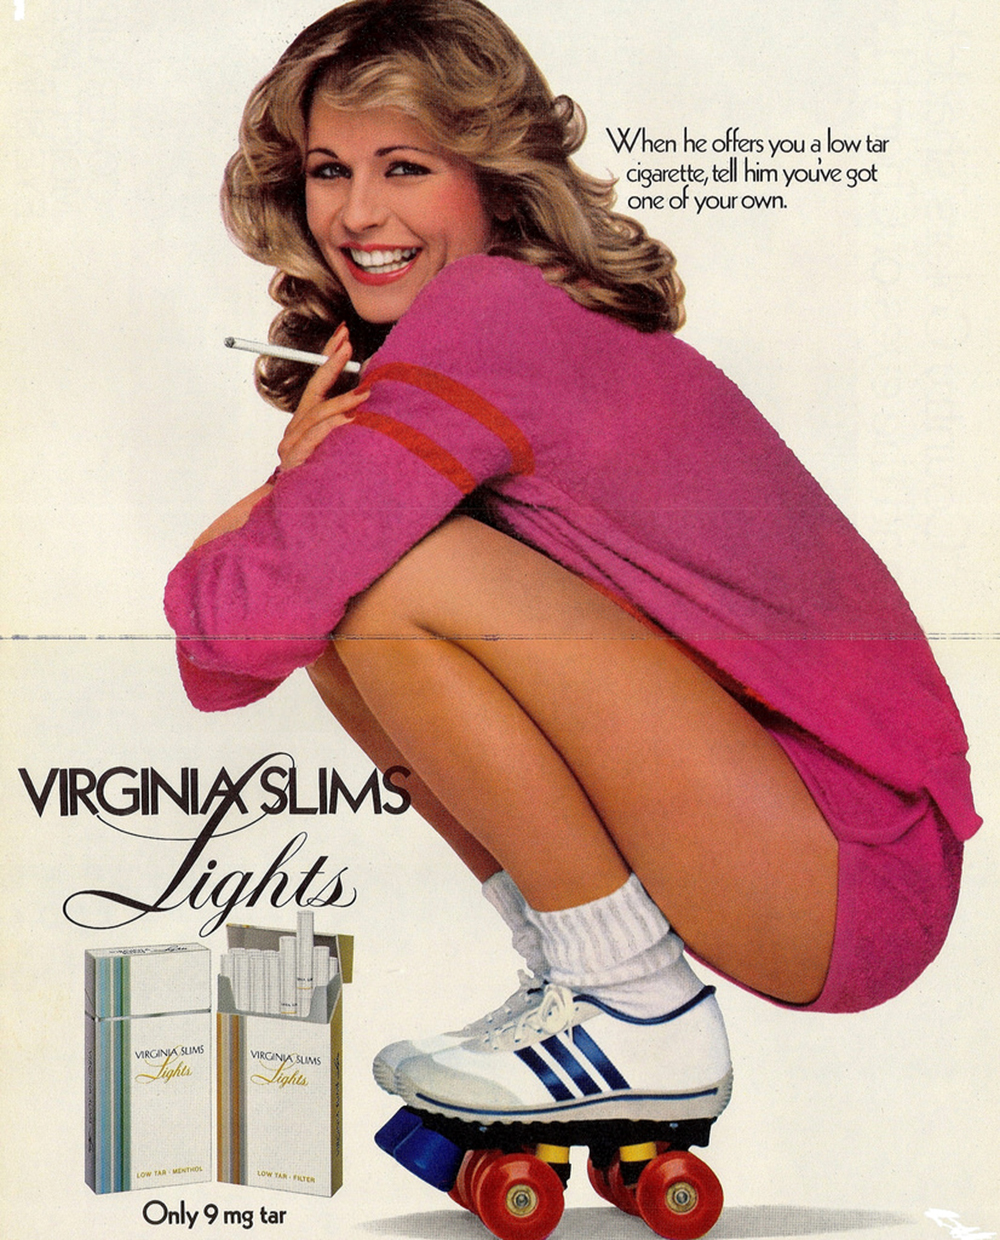 When he offers you a low tar
cigarette, tell him you've got
one of your own.
VIRGINIA SLIMS
Lights
VIRGINIA SLIMS
Lights
LOW TAR · MENTHOL
VIRGINIA SLIMS
Lights
LOW TAR · FILTER
Only 9 mg tar